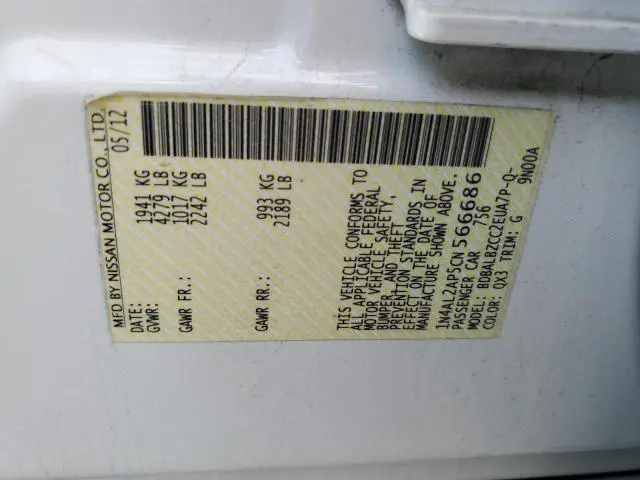 MFD BY NISSAN MOTOR CO., LTD.
DATE: 05/12
GVWR: 1941 KG
4279 LB
GAWR FR.: 1017 KG
2242 LB
GAWR RR.: 993 KG
2189 LB
THIS VEHICLE CONFORMS TO
ALL APPLICABLE FEDERAL
MOTOR VEHICLE SAFETY,
BUMPER, AND THEFT
PREVENTION STANDARDS IN
EFFECT ON THE DATE OF
MANUFACTURE SHOWN ABOVE.
1N4AL2AP5CN566686
PASSENGER CAR 756
MODEL: BDBALBZCC2EUA7P-Q-
COLOR: QX3 TRIM: G 9N00A